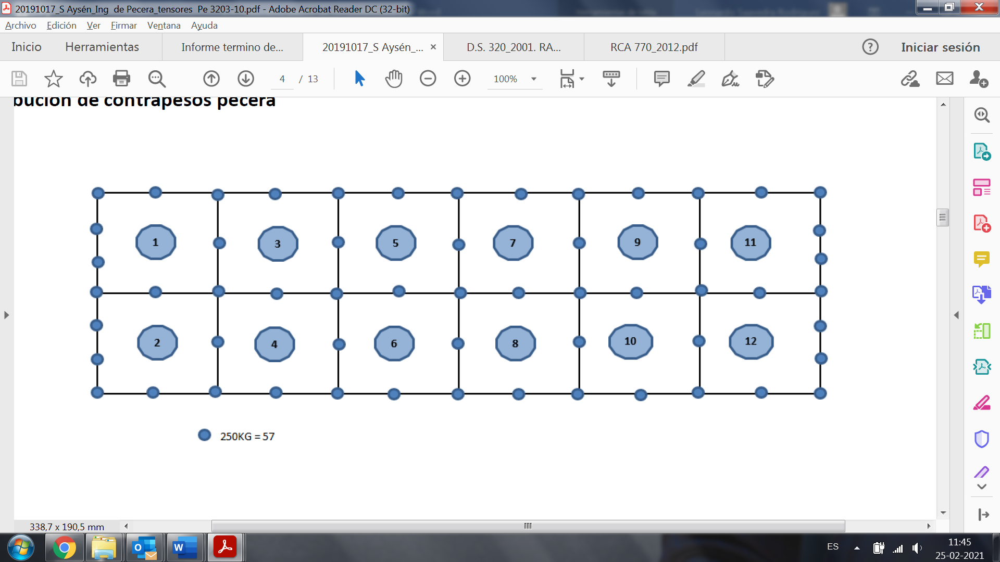 20191017_S Aysén_Ing de Pecera_tensores Pe 3203-10.pdf - Adobe Acrobat Reader DC (32-bit)
Archivo Edición Ver Firmar Ventana Ayuda
Inicio Herramientas Informe termino de... 20191017_S Aysén_... × D.S. 320_2001. RA... RCA 770_2012.pdf ? Iniciar sesión
4 / 13 100%
bución de contrapesos pecera
1 3 5 7 9 11
2 4 6 8 10 12
250KG = 57
338,7 x 190,5 mm
ES 11:45
25-02-2021